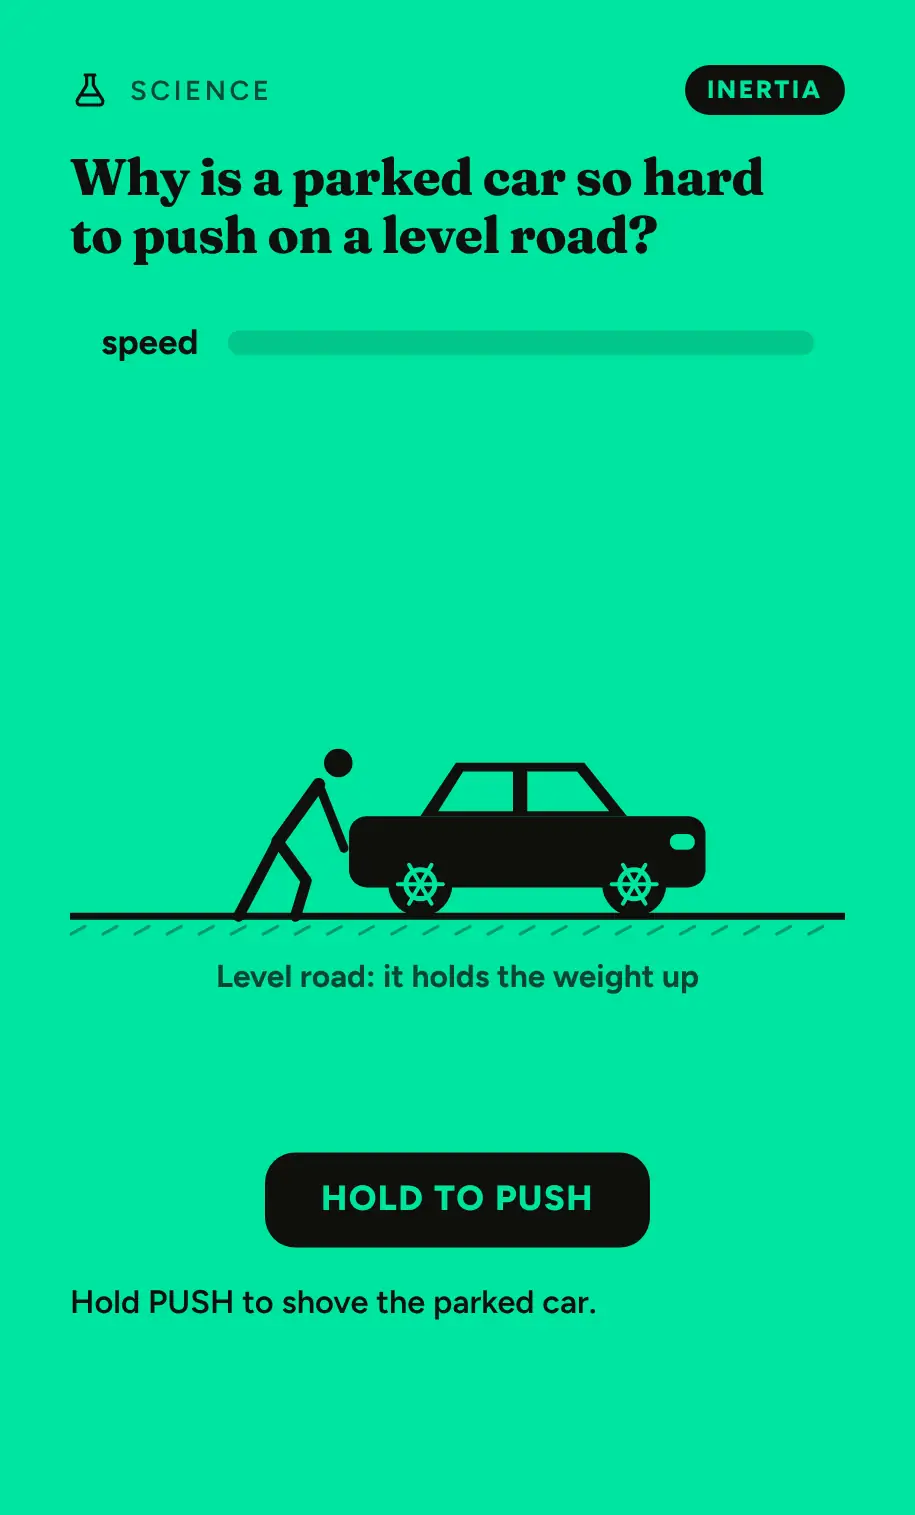 SCIENCE
INERTIA
Why is a parked car so hard
to push on a level road?
speed
Level road: it holds the weight up
HOLD TO PUSH
Hold PUSH to shove the parked car.